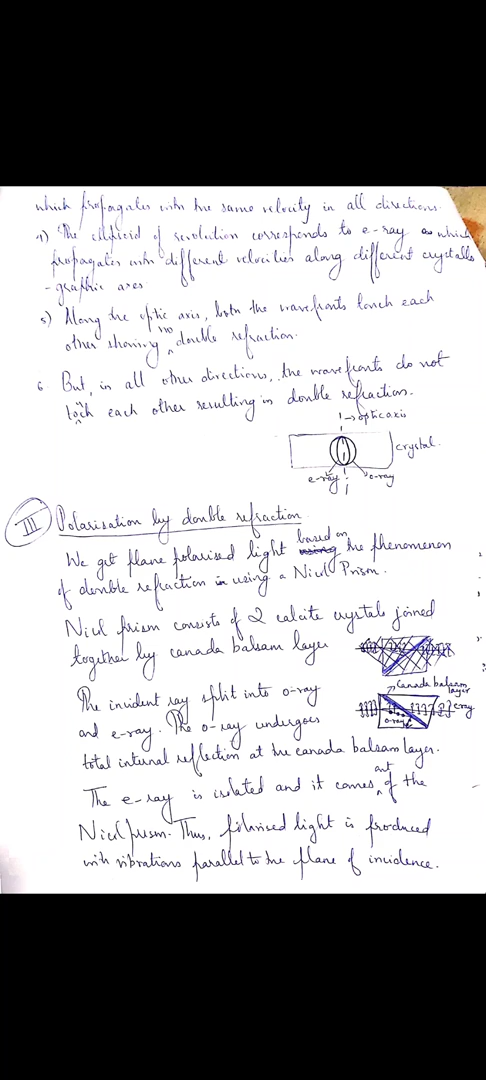 which propagates with the same velocity in all directions.
4) The ellipsoid of revolution corresponds to e-ray as which
propagates with different velocities along different crystallo
-graphic axes
5) Along the optic axis, both the wavefronts touch each
other showing no double refraction.
6 But, in all other directions, the wavefronts do not
touch each other resulting in double refraction.
→optic axis
crystal.
e-ray
o-ray
III Polarisation by double refraction
We get plane polarised light based on the phenomenon
of double refraction in using a Nicol Prism.
Nicol prism consists of 2 calcite crystals joined
together by canada balsam layer
Canada balsam
layer
The incident ray split into o-ray
e ray
o-ray
and e-ray. The o-ray undergoes
total internal reflection at the canada balsam layer.
The e-ray is isolated and it comes out of the
Nicol prism. Thus, polarised light is produced
with vibrations parallel to the plane of incidence.